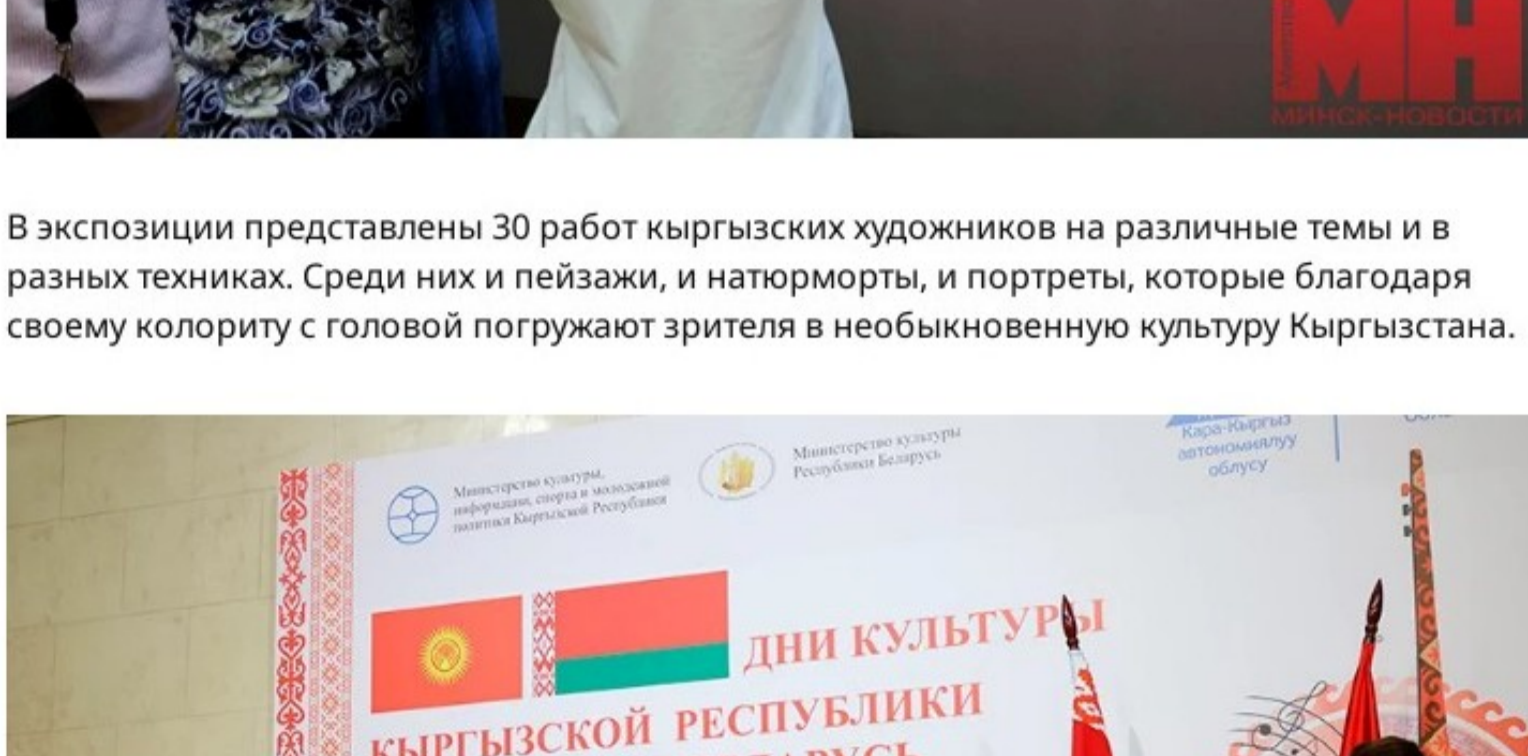 МН
МИНСК-НОВОСТИ
В экспозиции представлены 30 работ кыргызских художников на различные темы и в
разных техниках. Среди них и пейзажи, и натюрморты, и портреты, которые благодаря
своему колориту с головой погружают зрителя в необыкновенную культуру Кыргызстана.
Министерство культуры,
информации, спорта и молодежной
политики Кыргызской Республики
Министерство культуры
Республики Беларусь
Кара-Кыргыз
автономиялуу
облусу
ДНИ КУЛЬТУРЫ
КЫРГЫЗСКОЙ РЕСПУБЛИКИ